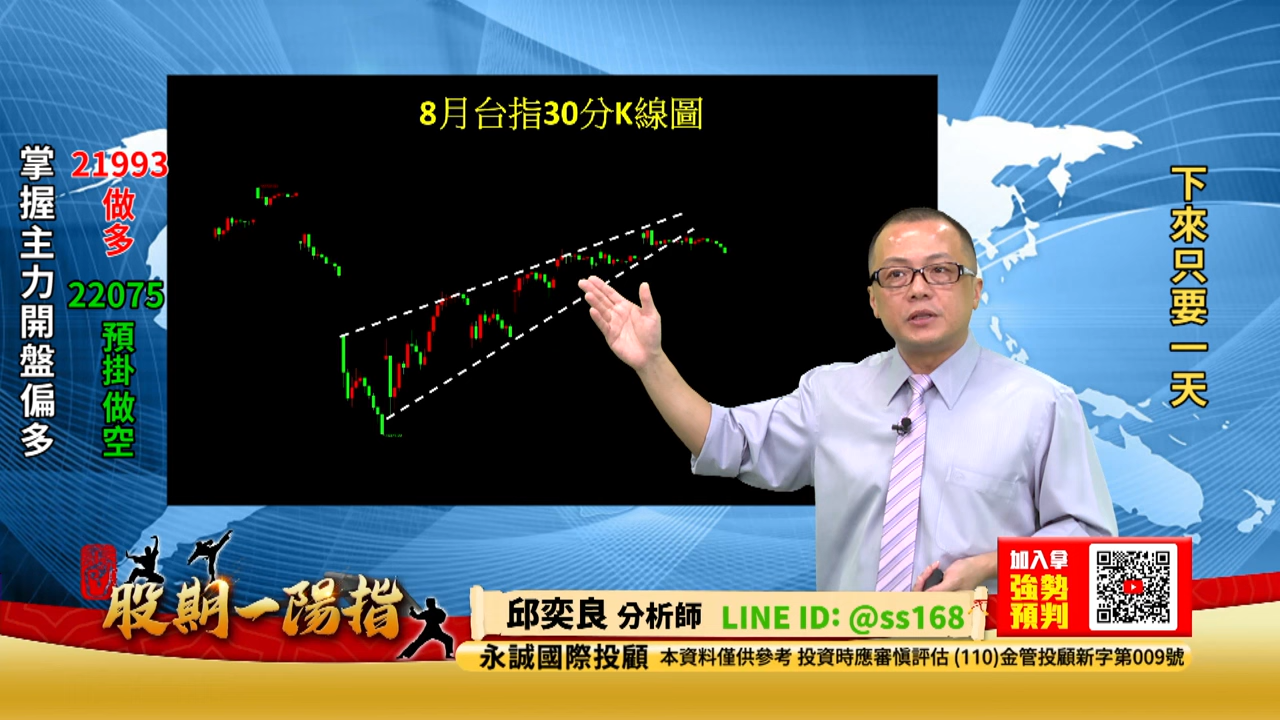 8月台指30分K線圖
掌握主力開盤偏多
21993
做多
22075
預掛做空
下來只要一天
股期一陽指
邱奕良 分析師 LINE ID: @ss168
加入拿
強勢
預判
永誠國際投顧 本資料僅供參考 投資時應審慎評估 (110)金管投顧新字第009號